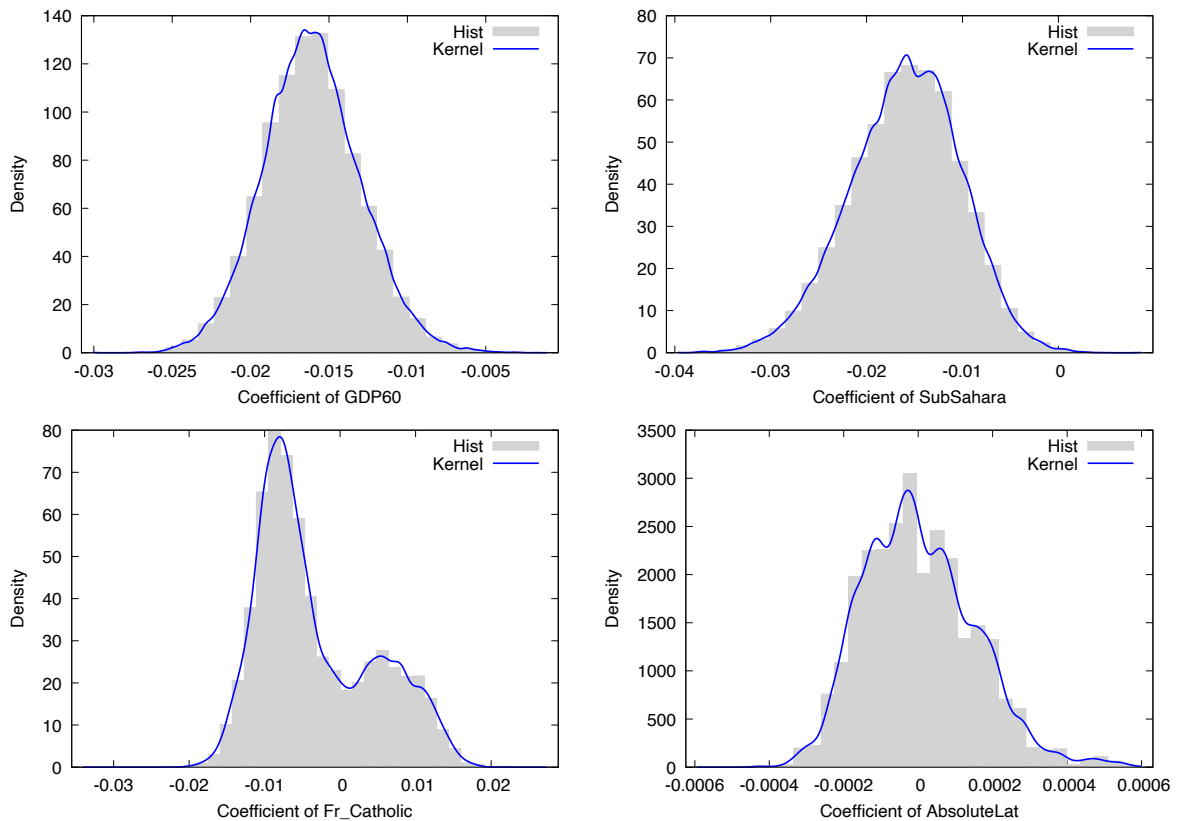 140
120
100
80
60
40
20
0
Density
Hist
Kernel
-0.03 -0.025 -0.02 -0.015 -0.01 -0.005
Coefficient of GDP60
80
70
60
50
40
30
20
10
0
Density
Hist
Kernel
-0.04 -0.03 -0.02 -0.01 0
Coefficient of SubSahara
80
70
60
50
40
30
20
10
0
Density
Hist
Kernel
-0.03 -0.02 -0.01 0 0.01 0.02
Coefficient of Fr_Catholic
3500
3000
2500
2000
1500
1000
500
0
Density
Hist
Kernel
-0.0006 -0.0004 -0.0002 0 0.0002 0.0004 0.0006
Coefficient of AbsoluteLat